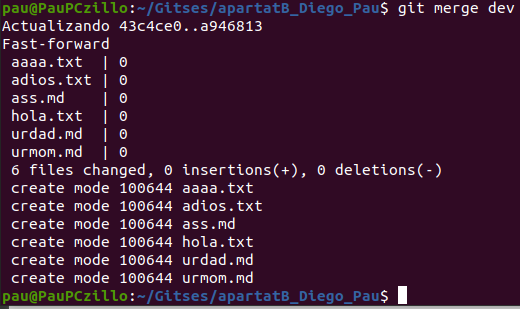 pau@PauPCzillo:~/Gitses/apartatB_Diego_Pau$ git merge dev
Actualizando 43c4ce0..a946813
Fast-forward
 aaaa.txt  | 0
 adios.txt | 0
 ass.md    | 0
 hola.txt  | 0
 urdad.md  | 0
 urmom.md  | 0
 6 files changed, 0 insertions(+), 0 deletions(-)
 create mode 100644 aaaa.txt
 create mode 100644 adios.txt
 create mode 100644 ass.md
 create mode 100644 hola.txt
 create mode 100644 urdad.md
 create mode 100644 urmom.md
pau@PauPCzillo:~/Gitses/apartatB_Diego_Pau$